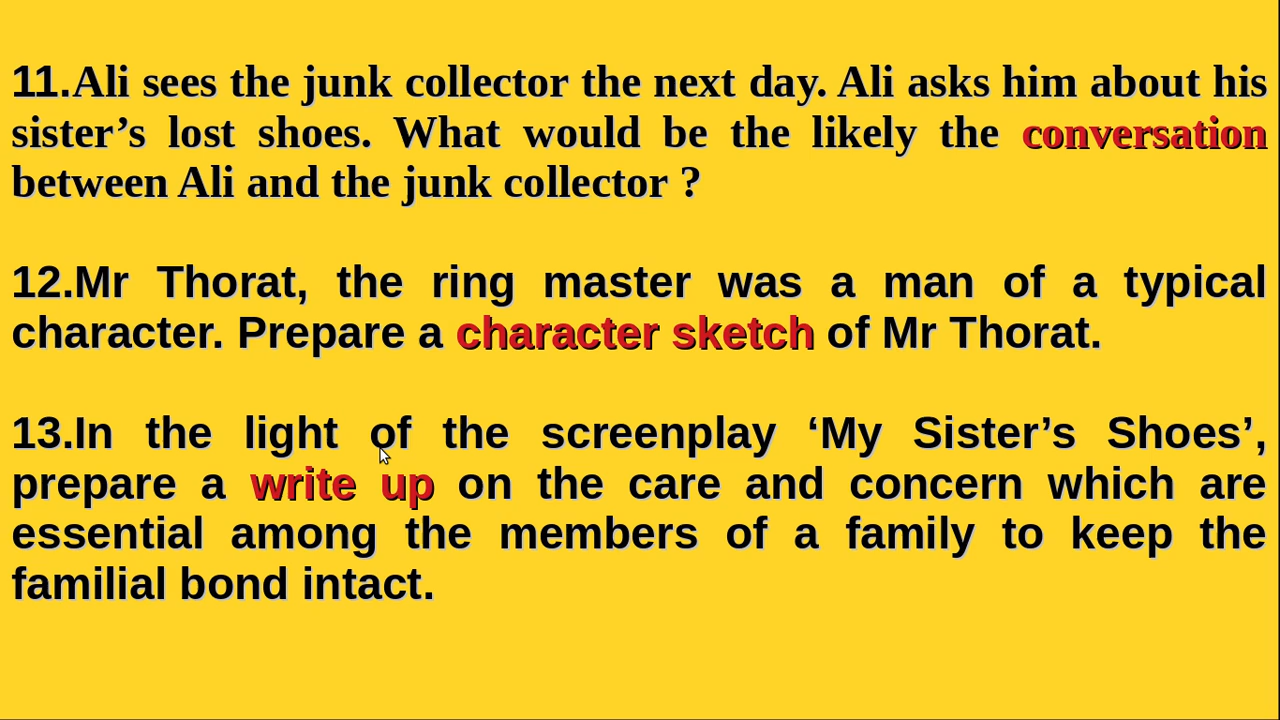 11.Ali sees the junk collector the next day. Ali asks him about his
sister’s lost shoes. What would be the likely the conversation
between Ali and the junk collector ?
12.Mr Thorat, the ring master was a man of a typical
character. Prepare a character sketch of Mr Thorat.
13.In the light of the screenplay ‘My Sister’s Shoes’,
prepare a write up on the care and concern which are
essential among the members of a family to keep the
familial bond intact.